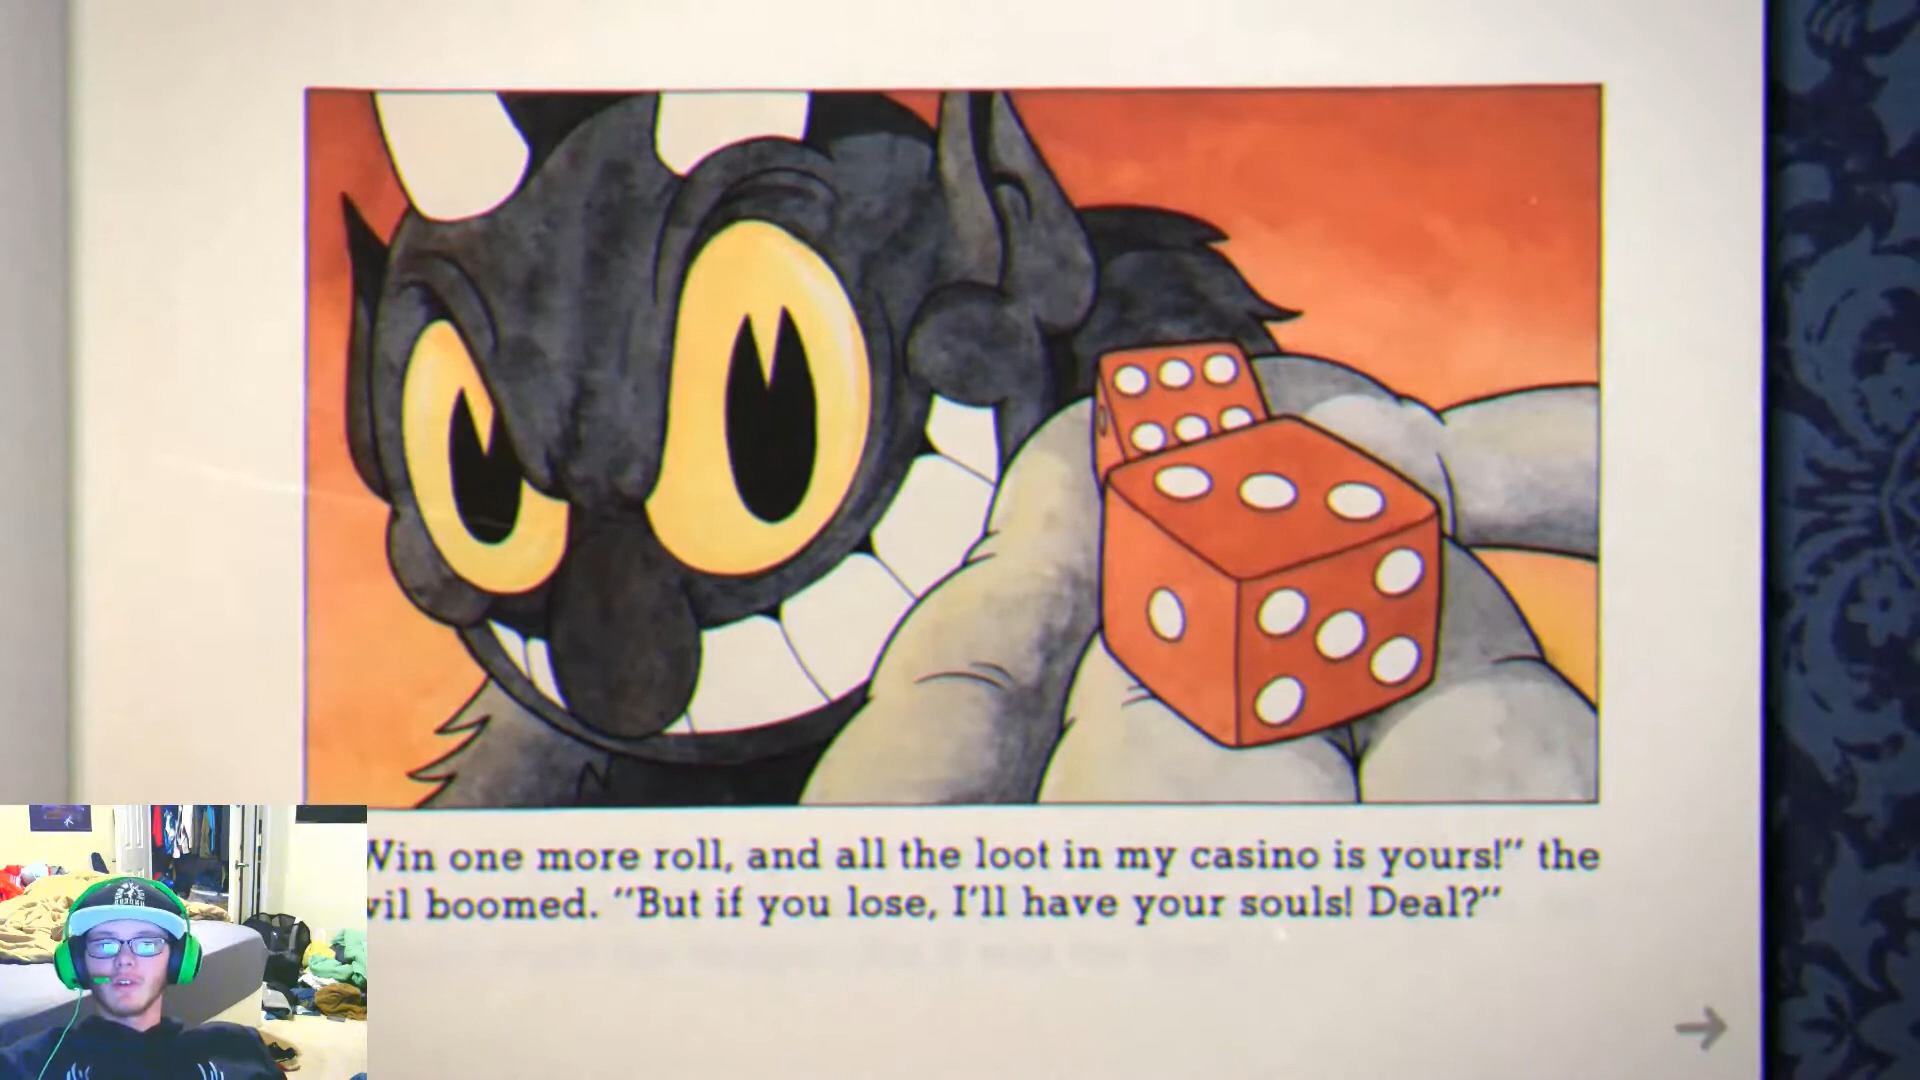 Win one more roll, and all the loot in my casino is yours!” the
boomed. “But if you lose, I’ll have your souls! Deal?”